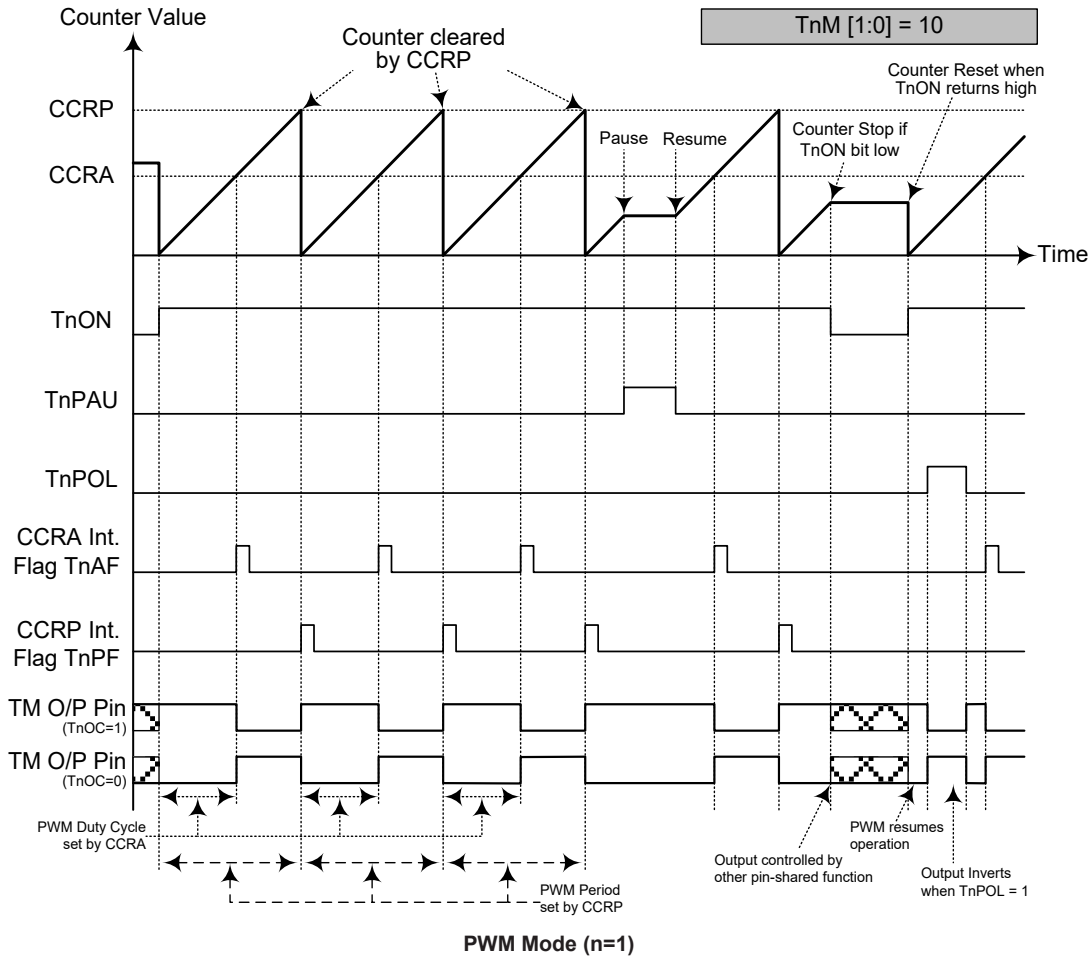 Counter Value
TnM [1:0] = 10
Counter cleared
by CCRP
Counter Reset when
TnON returns high
CCRP
Pause
Resume
Counter Stop if
TnON bit low
CCRA
Time
TnON
TnPAU
TnPOL
CCRA Int.
Flag TnAF
CCRP Int.
Flag TnPF
TM O/P Pin
(TnOC=1)
TM O/P Pin
(TnOC=0)
PWM Duty Cycle
set by CCRA
PWM resumes
operation
Output controlled by
other pin-shared function
Output Inverts
when TnPOL = 1
PWM Period
set by CCRP
PWM Mode (n=1)